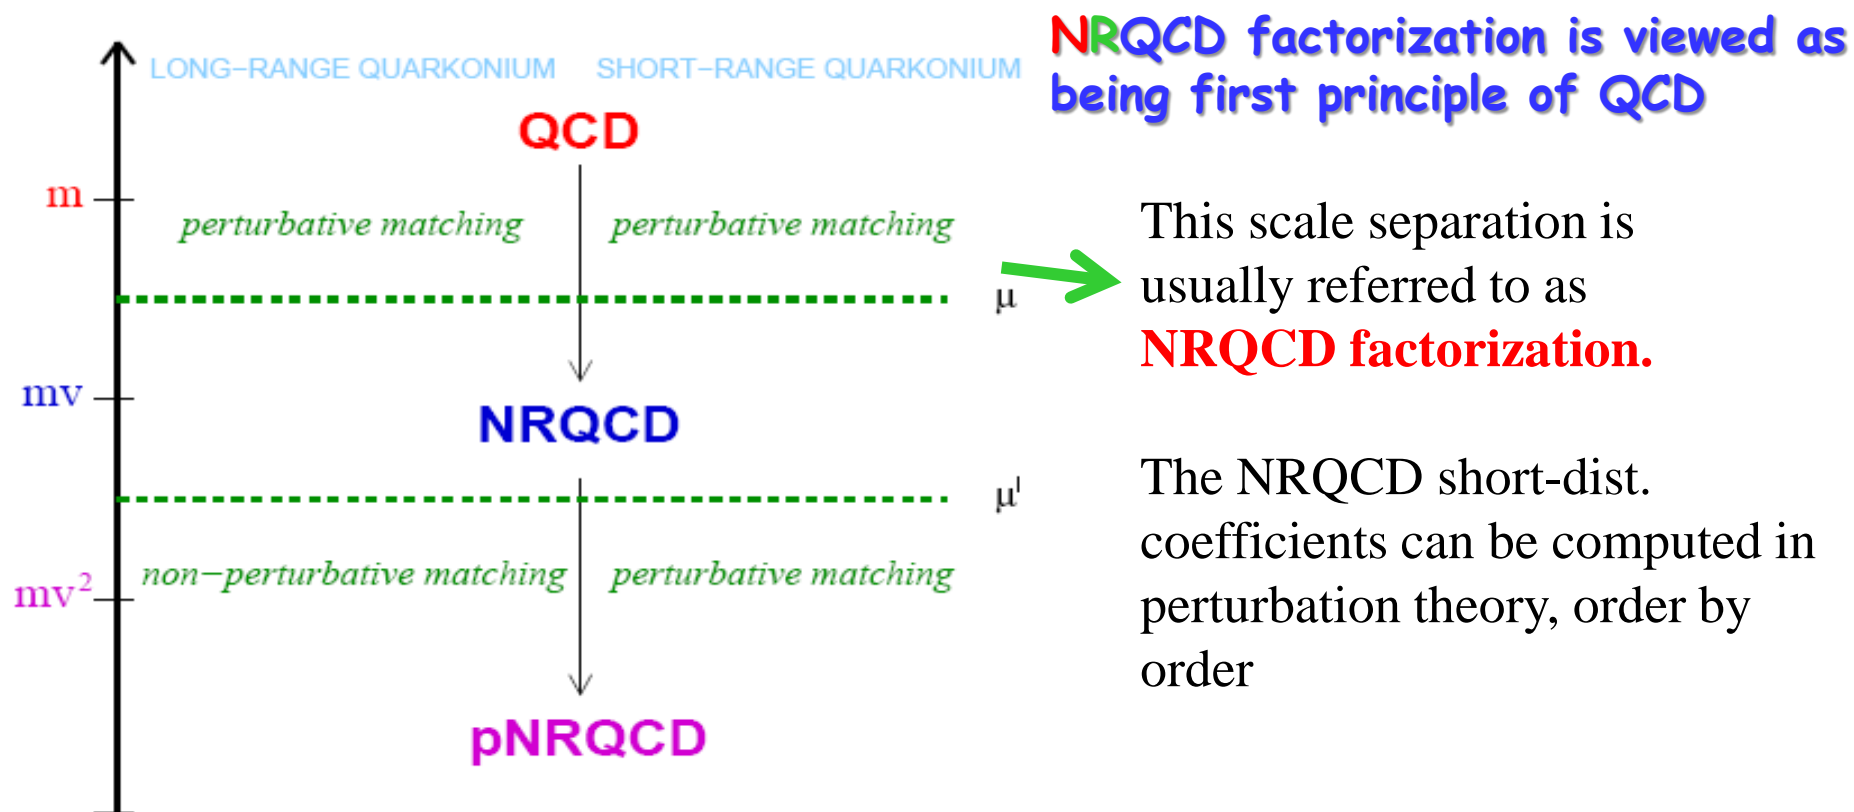 NRQCD factorization is viewed as
being first principle of QCD
LONG−RANGE QUARKONIUM SHORT−RANGE QUARKONIUM
QCD
m
perturbative matching perturbative matching
μ
mv
NRQCD
μ'
non−perturbative matching perturbative matching
mv²
pNRQCD
This scale separation is
usually referred to as
NRQCD factorization.
The NRQCD short-dist.
coefficients can be computed in
perturbation theory, order by
order